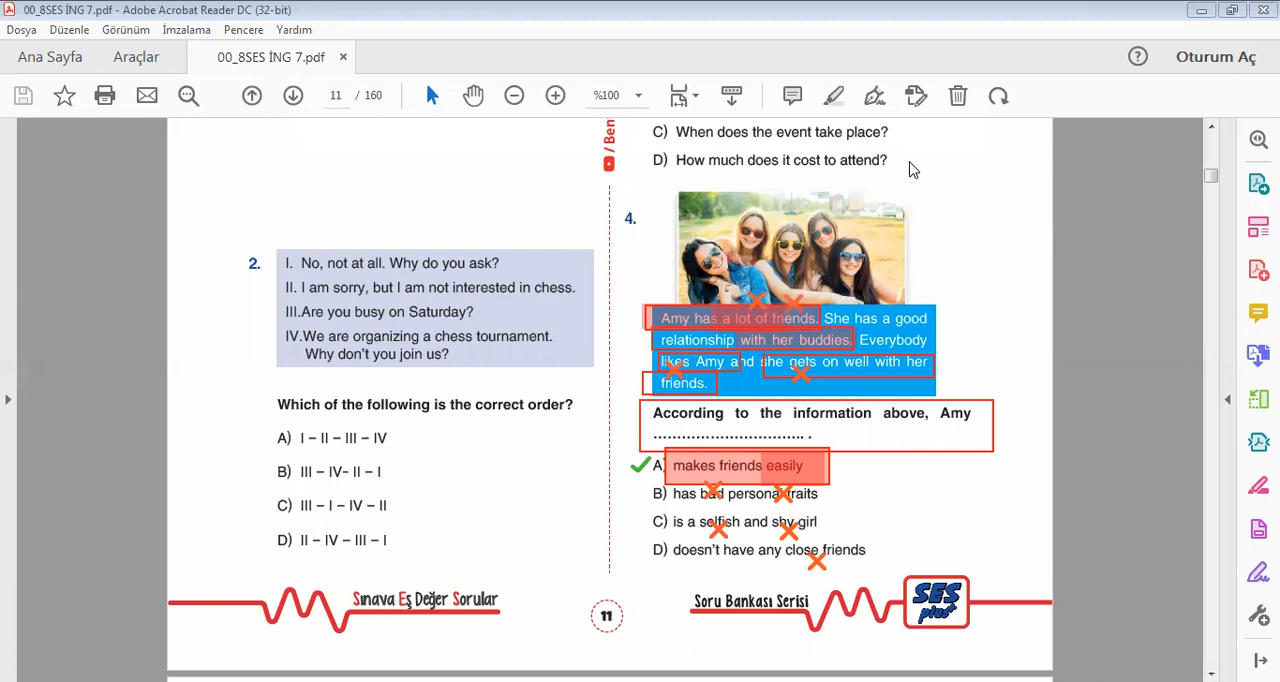 00_8SES İNG 7.pdf - Adobe Acrobat Reader DC (32-bit)
Dosya Düzenle Görünüm İmzalama Pencere Yardım
Ana Sayfa Araçlar 00_8SES İNG 7.pdf × Oturum Aç
11 / 160 %100
/ Ben
C) When does the event take place?
D) How much does it cost to attend?
2.
I. No, not at all. Why do you ask?
II. I am sorry, but I am not interested in chess.
III.Are you busy on Saturday?
IV.We are organizing a chess tournament.
Why don't you join us?
Which of the following is the correct order?
A) I – II – III – IV
B) III – IV- II – I
C) III – I – IV – II
D) II – IV – III – I
4.
Amy has a lot of friends. She has a good
relationship with her buddies. Everybody
likes Amy and she gets on well with her
friends.
According to the information above, Amy
................................ .
A) makes friends easily
B) has bad personal traits
C) is a selfish and shy girl
D) doesn't have any close friends
Sınava Eş Değer Sorular
11
Soru Bankası Serisi
SES
plus+